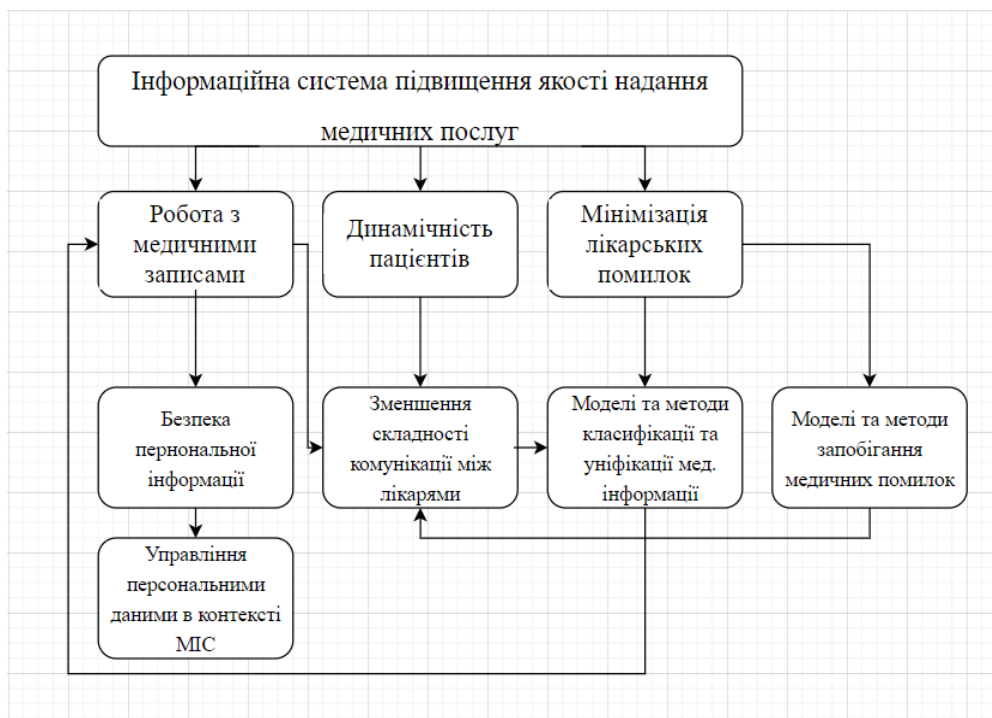 Інформаційна система підвищення якості надання
медичних послуг
Робота з
медичними
записами
Динамічність
пацієнтів
Мінімізація
лікарських
помилок
Безпека
пернональної
інформації
Зменшення
складності
комунікації між
лікарями
Моделі та методи
класифікації та
уніфікації мед.
інформації
Моделі та методи
запобігання
медичних помилок
Управління
персональними
даними в контексті
МІС